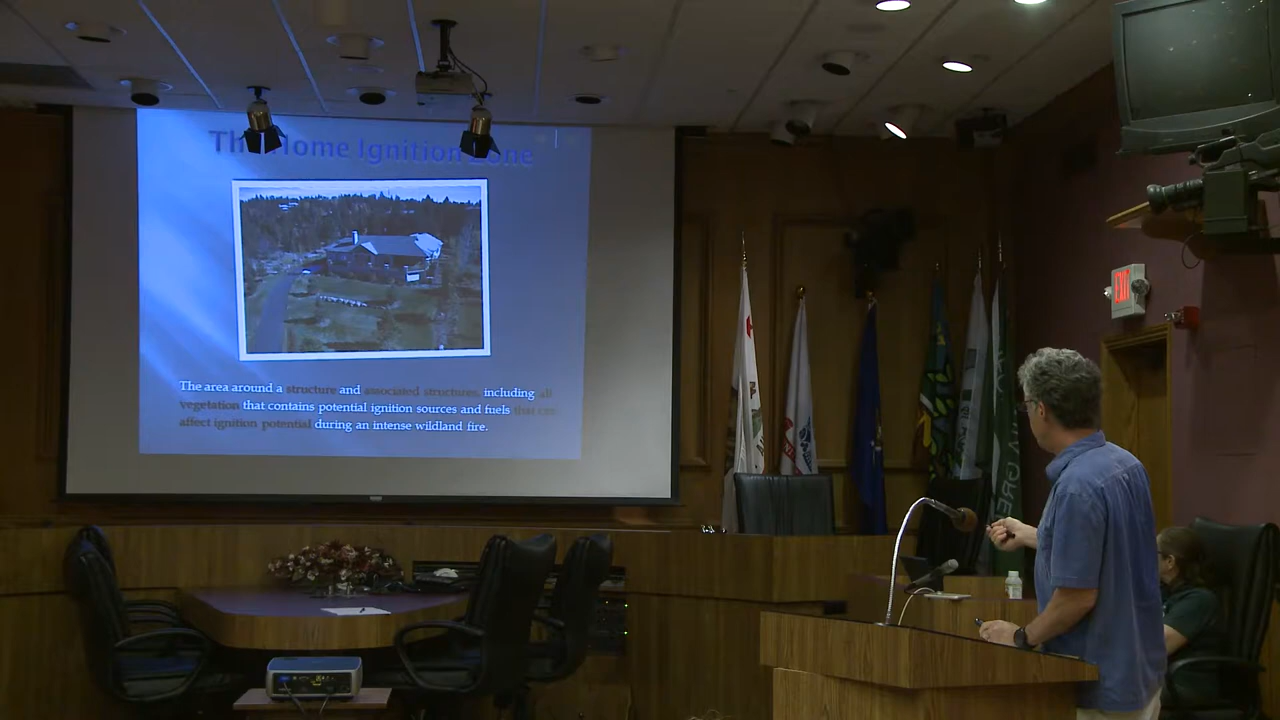 The Home Ignition Zone
The area around a structure and associated structures, including all
vegetation that contains potential ignition sources and fuels that can
affect ignition potential during an intense wildland fire.
EXIT